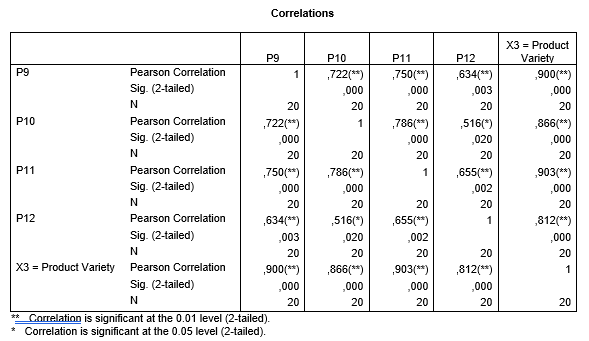 Correlations
P9 P10 P11 P12 X3 = Product Variety
P9 Pearson Correlation 1 ,722(**) ,750(**) ,634(**) ,900(**)
Sig. (2-tailed) ,000 ,000 ,003 ,000
N 20 20 20 20 20
P10 Pearson Correlation ,722(**) 1 ,786(**) ,516(*) ,866(**)
Sig. (2-tailed) ,000 ,000 ,020 ,000
N 20 20 20 20 20
P11 Pearson Correlation ,750(**) ,786(**) 1 ,655(**) ,903(**)
Sig. (2-tailed) ,000 ,000 ,002 ,000
N 20 20 20 20 20
P12 Pearson Correlation ,634(**) ,516(*) ,655(**) 1 ,812(**)
Sig. (2-tailed) ,003 ,020 ,002 ,000
N 20 20 20 20 20
X3 = Product Variety Pearson Correlation ,900(**) ,866(**) ,903(**) ,812(**) 1
Sig. (2-tailed) ,000 ,000 ,000 ,000
N 20 20 20 20 20
** Correlation is significant at the 0.01 level (2-tailed).
* Correlation is significant at the 0.05 level (2-tailed).